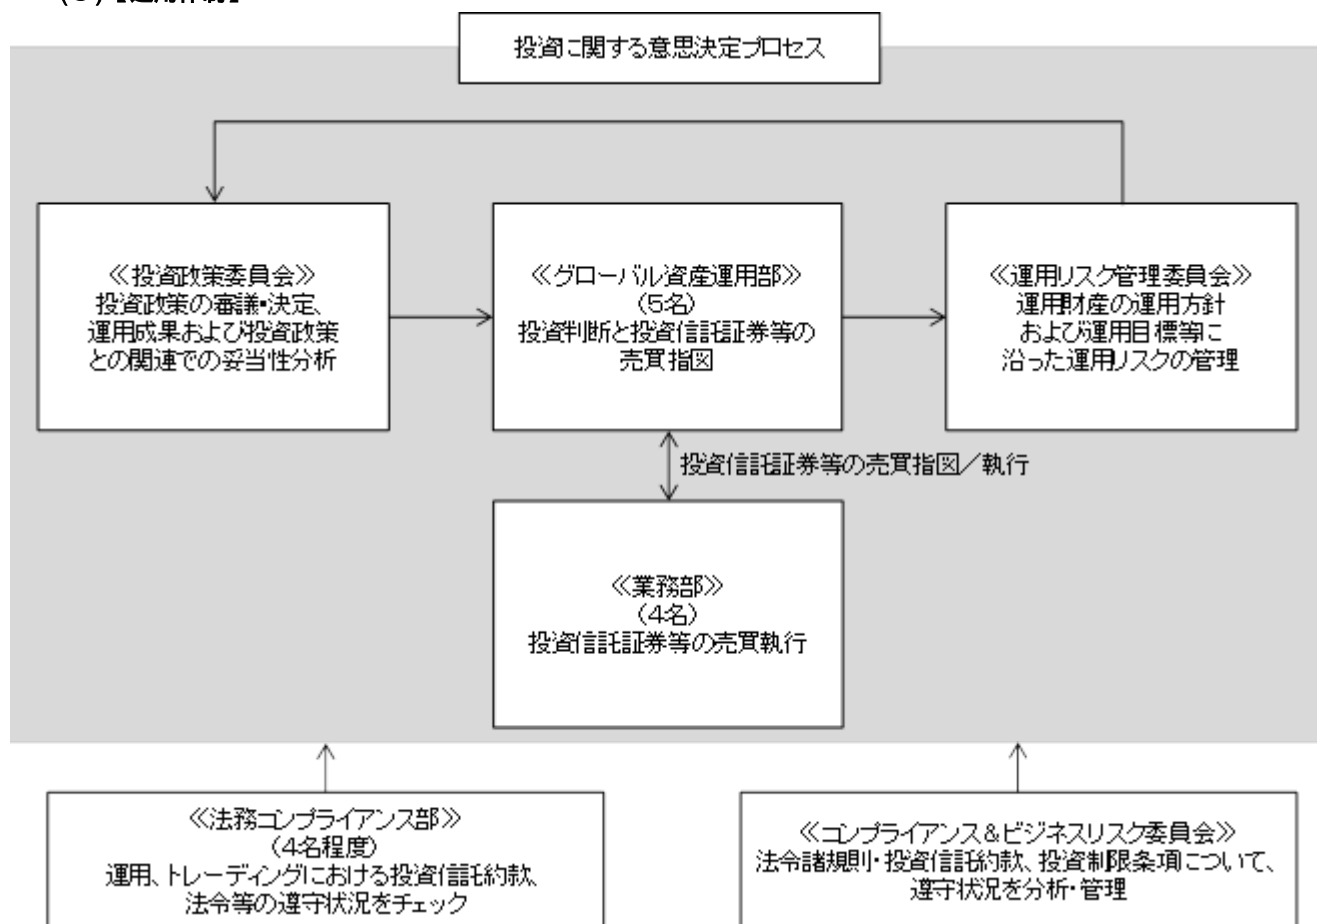 投資に関する意思決定プロセス
≪投資政策委員会≫
投資政策の審議・決定、
運用成果および投資政策
との関連での妥当性分析
≪グローバル資産運用部≫
(5名)
投資判断と投資信託証券等の
売買指図
≪運用リスク管理委員会≫
運用財産の運用方針
および運用目標等に
沿った運用リスクの管理
投資信託証券等の売買指図／執行
≪業務部≫
(4名)
投資信託証券等の売買執行
≪法務コンプライアンス部≫
(4名程度)
運用、トレーディングにおける投資信託約款、
法令等の遵守状況をチェック
≪コンプライアンス＆ビジネスリスク委員会≫
法令諸規則・投資信託約款、投資制限条項について、
遵守状況を分析・管理